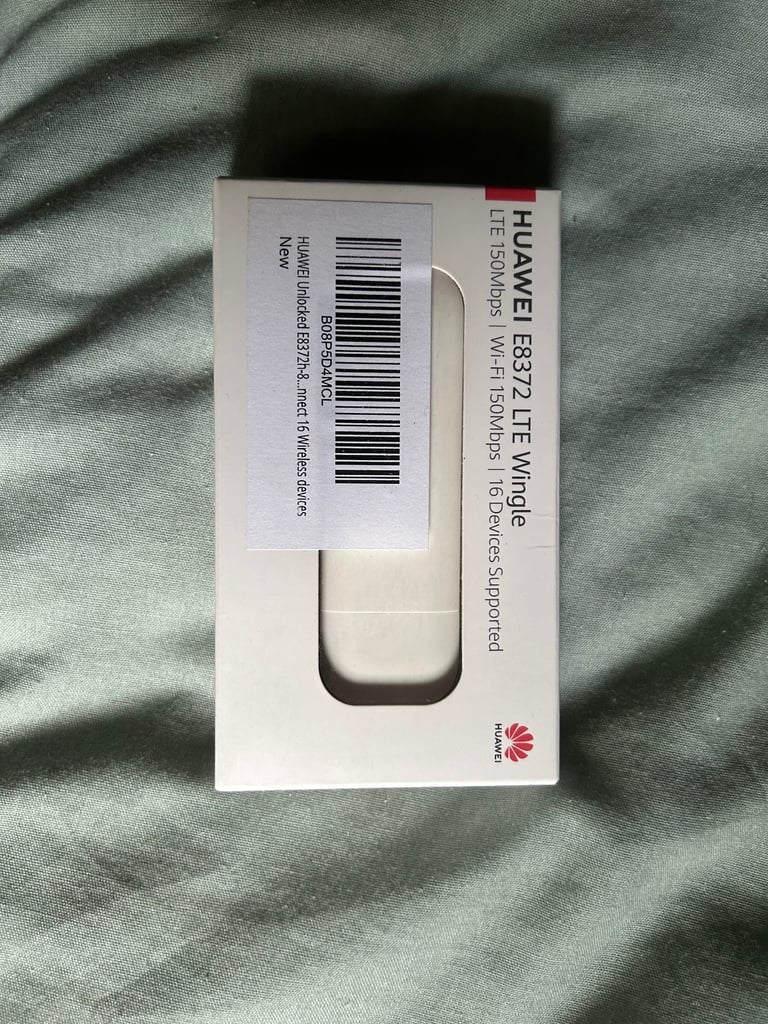 HUAWEI E8372 LTE Wingle
LTE 150Mbps | Wi-Fi 150Mbps | 16 Devices Supported
B08P5D4MCL
HUAWEI Unlocked E8372h-8...nnect 16 Wireless devices
New
HUAWEI